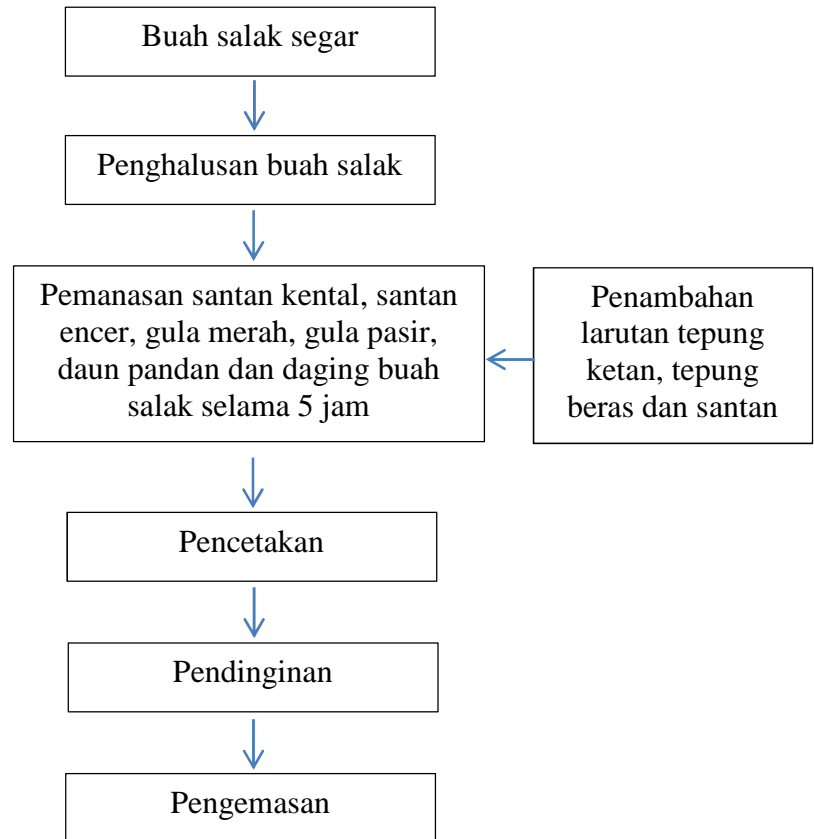 Buah salak segar
Penghalusan buah salak
Pemanasan santan kental, santan
encer, gula merah, gula pasir,
daun pandan dan daging buah
salak selama 5 jam
Penambahan
larutan tepung
ketan, tepung
beras dan santan
Pencetakan
Pendinginan
Pengemasan